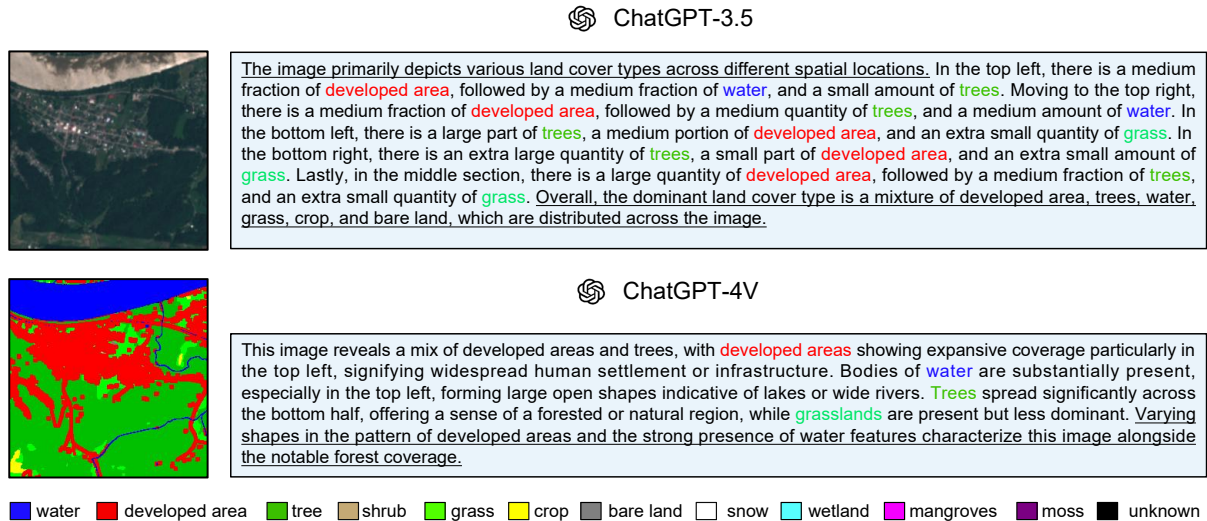 ChatGPT-3.5
The image primarily depicts various land cover types across different spatial locations. In the top left, there is a medium
fraction of developed area, followed by a medium fraction of water, and a small amount of trees. Moving to the top right,
there is a medium fraction of developed area, followed by a medium quantity of trees, and a medium amount of water. In
the bottom left, there is a large part of trees, a medium portion of developed area, and an extra small quantity of grass. In
the bottom right, there is an extra large quantity of trees, a small part of developed area, and an extra small amount of
grass. Lastly, in the middle section, there is a large quantity of developed area, followed by a medium fraction of trees,
and an extra small quantity of grass. Overall, the dominant land cover type is a mixture of developed area, trees, water,
grass, crop, and bare land, which are distributed across the image.
ChatGPT-4V
This image reveals a mix of developed areas and trees, with developed areas showing expansive coverage particularly in
the top left, signifying widespread human settlement or infrastructure. Bodies of water are substantially present,
especially in the top left, forming large open shapes indicative of lakes or wide rivers. Trees spread significantly across
the bottom half, offering a sense of a forested or natural region, while grasslands are present but less dominant. Varying
shapes in the pattern of developed areas and the strong presence of water features characterize this image alongside
the notable forest coverage.
water developed area tree shrub grass crop bare land snow wetland mangroves moss unknown